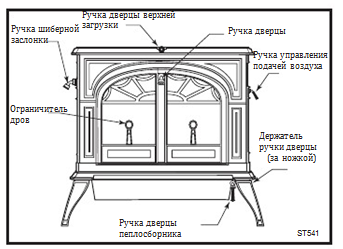 Ручка дверцы верхней
загрузки
Ручка шиберной
заслонки
Ручка дверцы
Ручка управления
подачей воздуха
Ограничитель
дров
Держатель
ручки дверцы
(за ножкой)
Ручка дверцы
пеплосборника
ST541